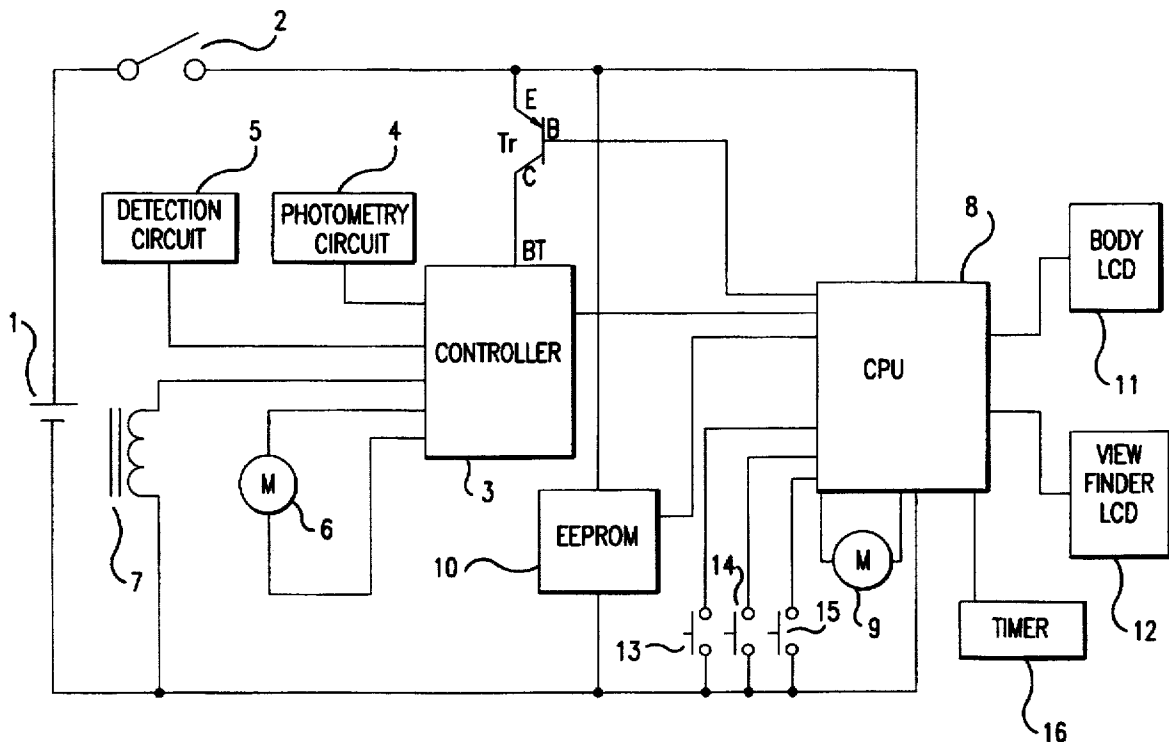 2
E
B
Tr
C
5
4
8
DETECTION
CIRCUIT
PHOTOMETRY
CIRCUIT
BODY
LCD
BT
1
CONTROLLER
CPU
11
M
3
VIEW
FINDER
LCD
6
EEPROM
7
10
14
M
15
13
9
12
TIMER
16